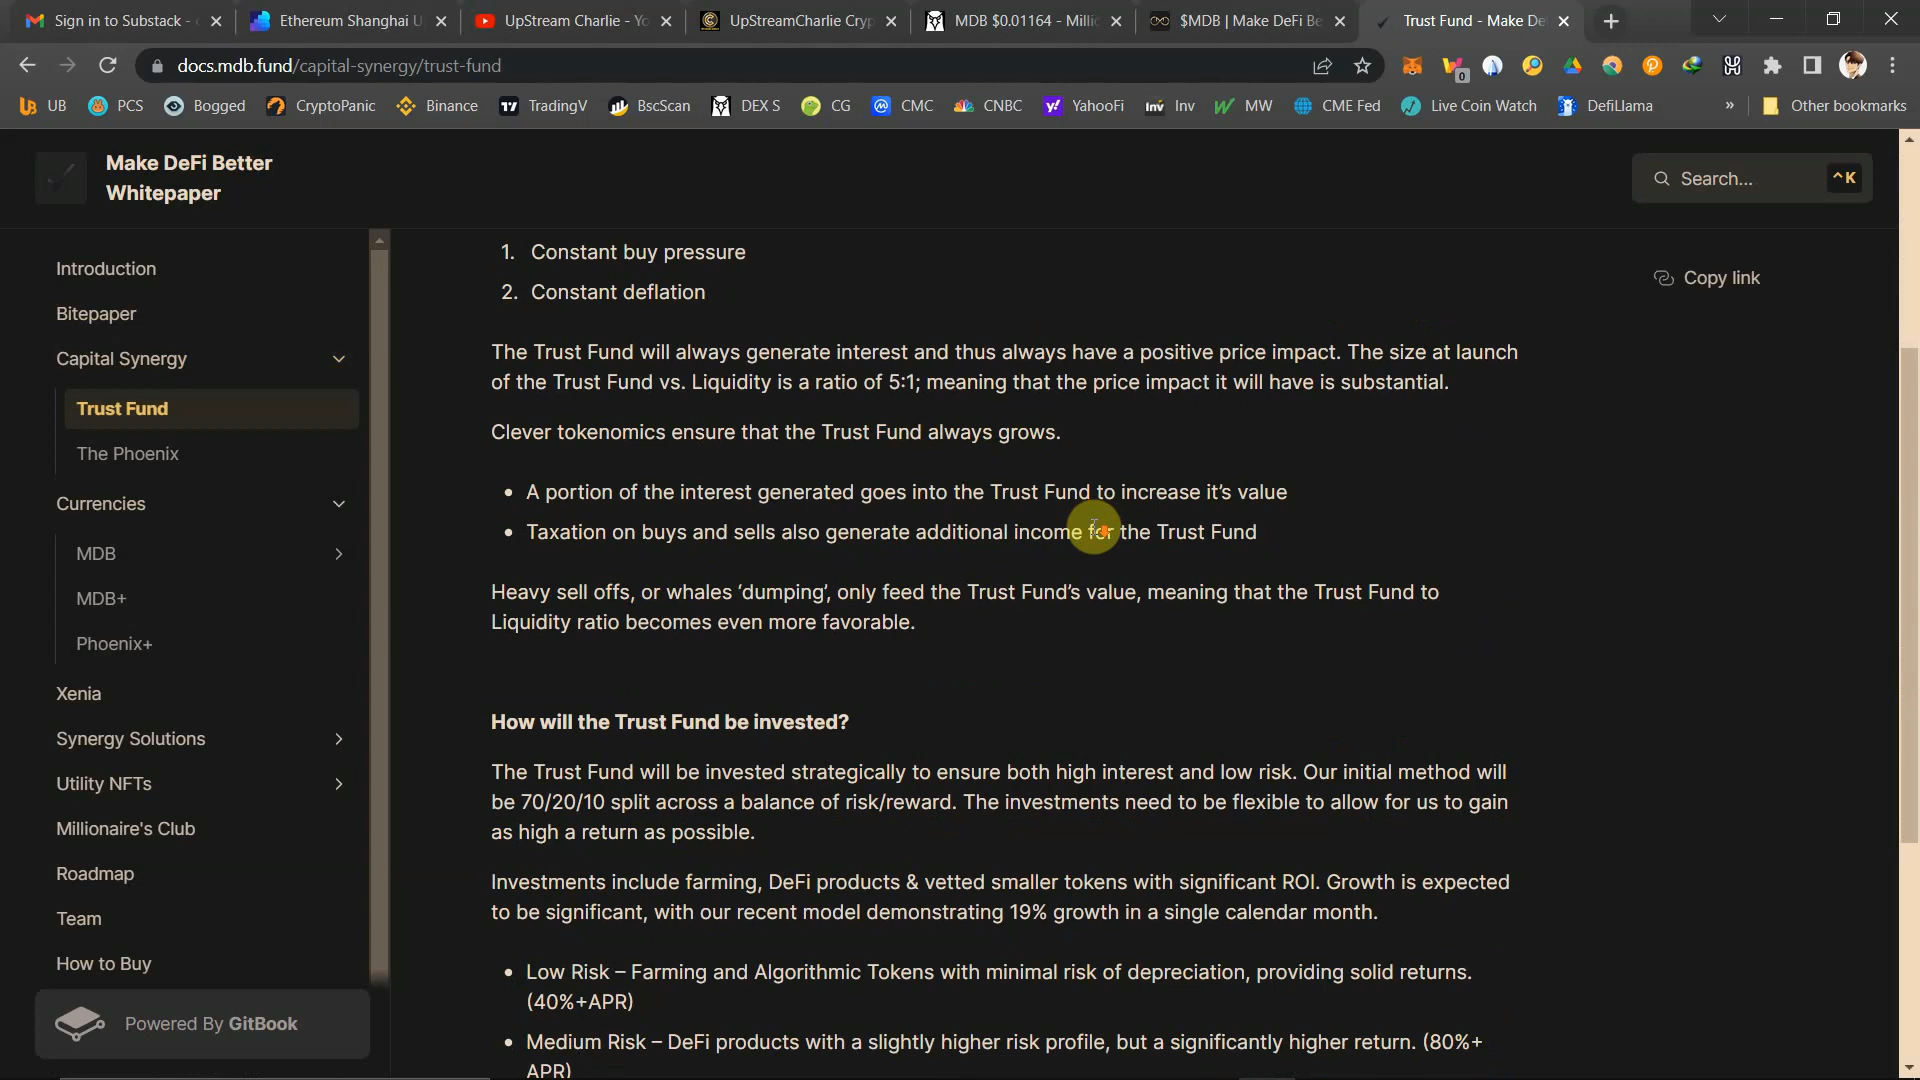 Sign in to Substack -
Ethereum Shanghai U
UpStream Charlie - Yo
UpStreamCharlie Cryp
MDB $0.01164 - Millio
$MDB | Make DeFi Be
Trust Fund - Make De
docs.mdb.fund/capital-synergy/trust-fund
0
UB
PCS
Bogged
CryptoPanic
Binance
TradingV
BscScan
DEX S
CG
CMC
CNBC
YahooFi
Inv
MW
CME Fed
Live Coin Watch
DefiLlama
»
Other bookmarks
Make DeFi Better
Whitepaper
Search...
^K
Introduction
Bitepaper
Capital Synergy
Trust Fund
The Phoenix
Currencies
MDB
MDB+
Phoenix+
Xenia
Synergy Solutions
Utility NFTs
Millionaire's Club
Roadmap
Team
How to Buy
Powered By GitBook
1. Constant buy pressure
2. Constant deflation
The Trust Fund will always generate interest and thus always have a positive price impact. The size at launch
of the Trust Fund vs. Liquidity is a ratio of 5:1; meaning that the price impact it will have is substantial.
Clever tokenomics ensure that the Trust Fund always grows.
• A portion of the interest generated goes into the Trust Fund to increase it’s value
• Taxation on buys and sells also generate additional income for the Trust Fund
Heavy sell offs, or whales ‘dumping’, only feed the Trust Fund’s value, meaning that the Trust Fund to
Liquidity ratio becomes even more favorable.
How will the Trust Fund be invested?
The Trust Fund will be invested strategically to ensure both high interest and low risk. Our initial method will
be 70/20/10 split across a balance of risk/reward. The investments need to be flexible to allow for us to gain
as high a return as possible.
Investments include farming, DeFi products & vetted smaller tokens with significant ROI. Growth is expected
to be significant, with our recent model demonstrating 19% growth in a single calendar month.
• Low Risk – Farming and Algorithmic Tokens with minimal risk of depreciation, providing solid returns.
(40%+APR)
• Medium Risk – DeFi products with a slightly higher risk profile, but a significantly higher return. (80%+
APR)
Copy link